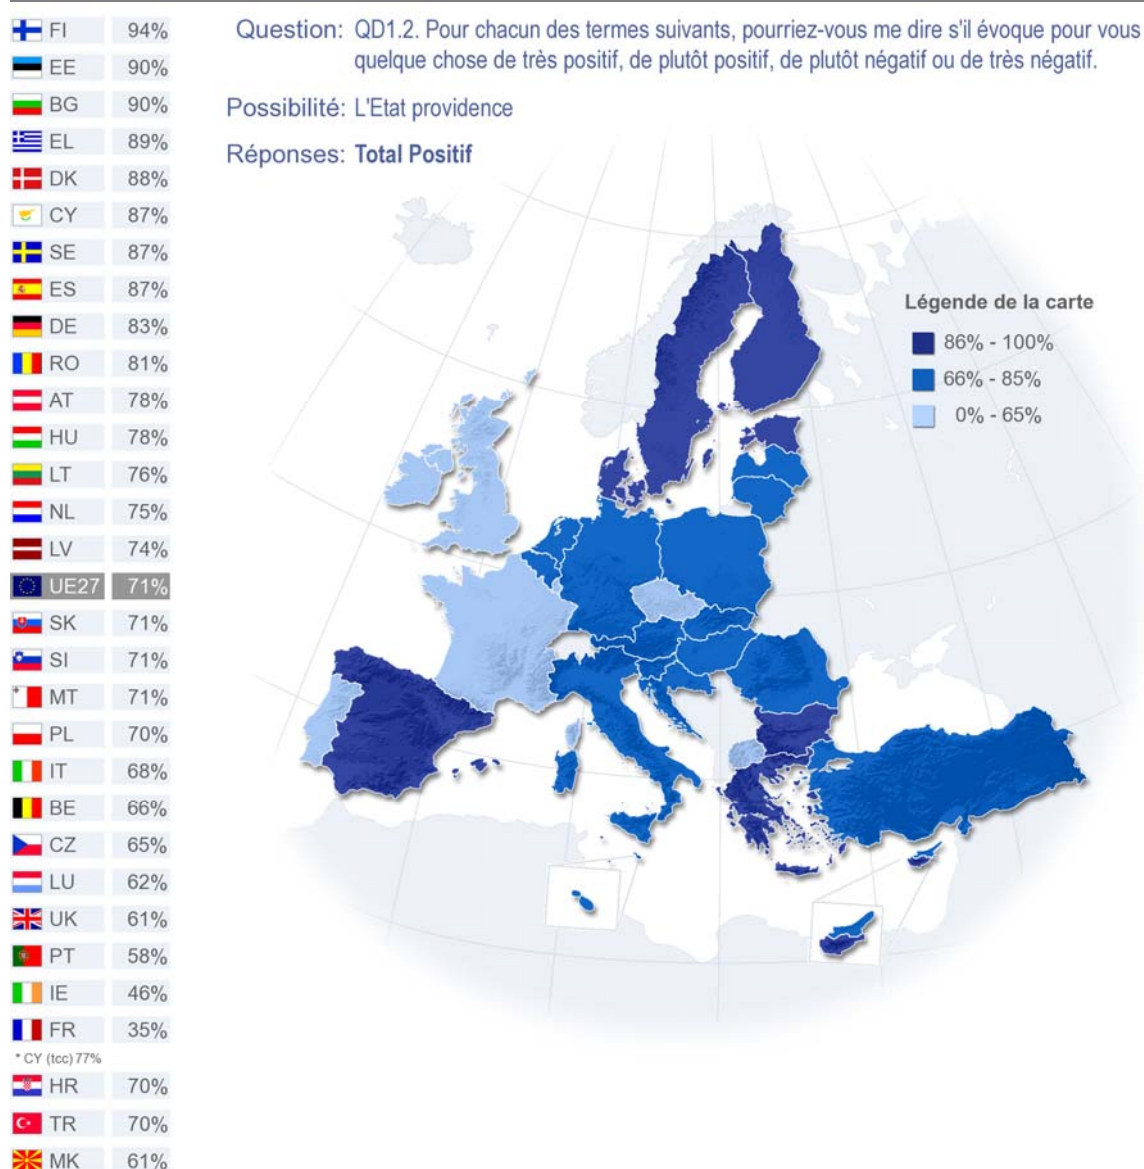 Question: QD1.2. Pour chacun des termes suivants, pourriez-vous me dire s'il évoque pour vous
quelque chose de très positif, de plutôt positif, de plutôt négatif ou de très négatif.
Possibilité: L'Etat providence
Réponses: Total Positif
FI 94%
EE 90%
BG 90%
EL 89%
DK 88%
CY 87%
SE 87%
ES 87%
DE 83%
RO 81%
AT 78%
HU 78%
LT 76%
NL 75%
LV 74%
UE27 71%
SK 71%
SI 71%
MT 71%
PL 70%
IT 68%
BE 66%
CZ 65%
LU 62%
UK 61%
PT 58%
IE 46%
FR 35%
* CY (tcc) 77%
HR 70%
TR 70%
MK 61%
Légende de la carte
86% - 100%
66% - 85%
0% - 65%